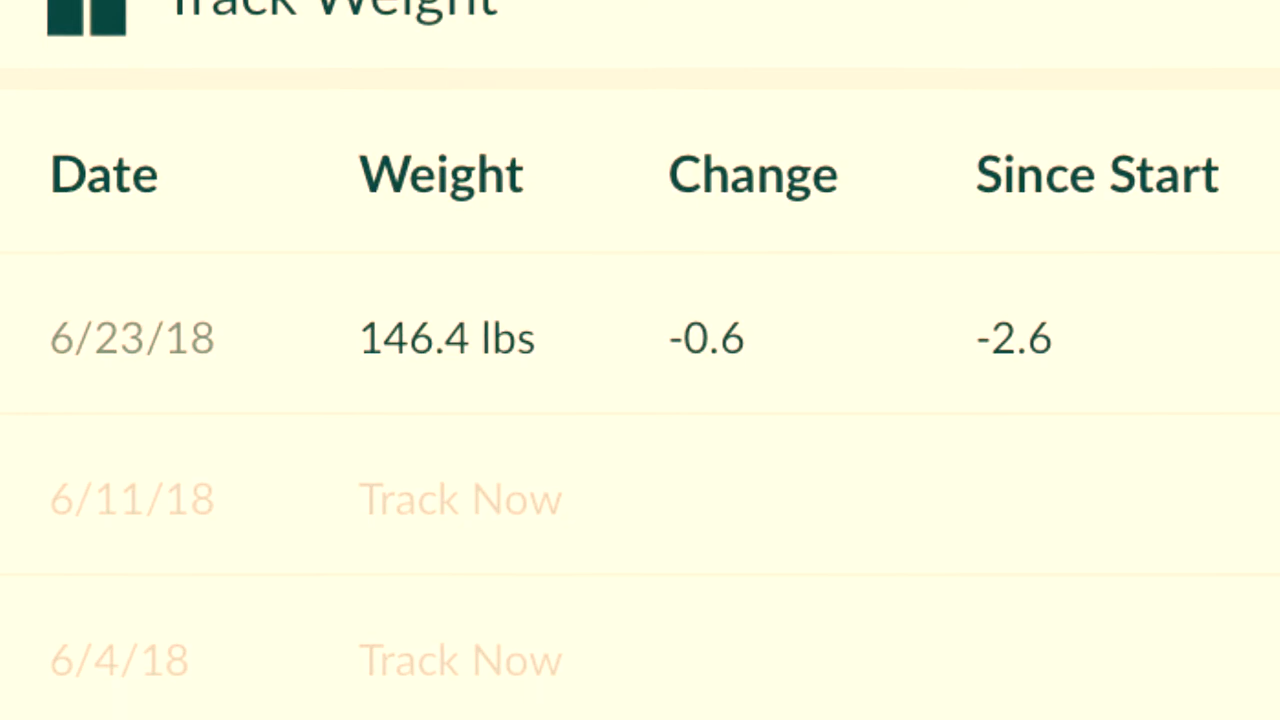 Track Weight
Date Weight Change Since Start
6/23/18 146.4 lbs -0.6 -2.6
6/11/18 Track Now
6/4/18 Track Now